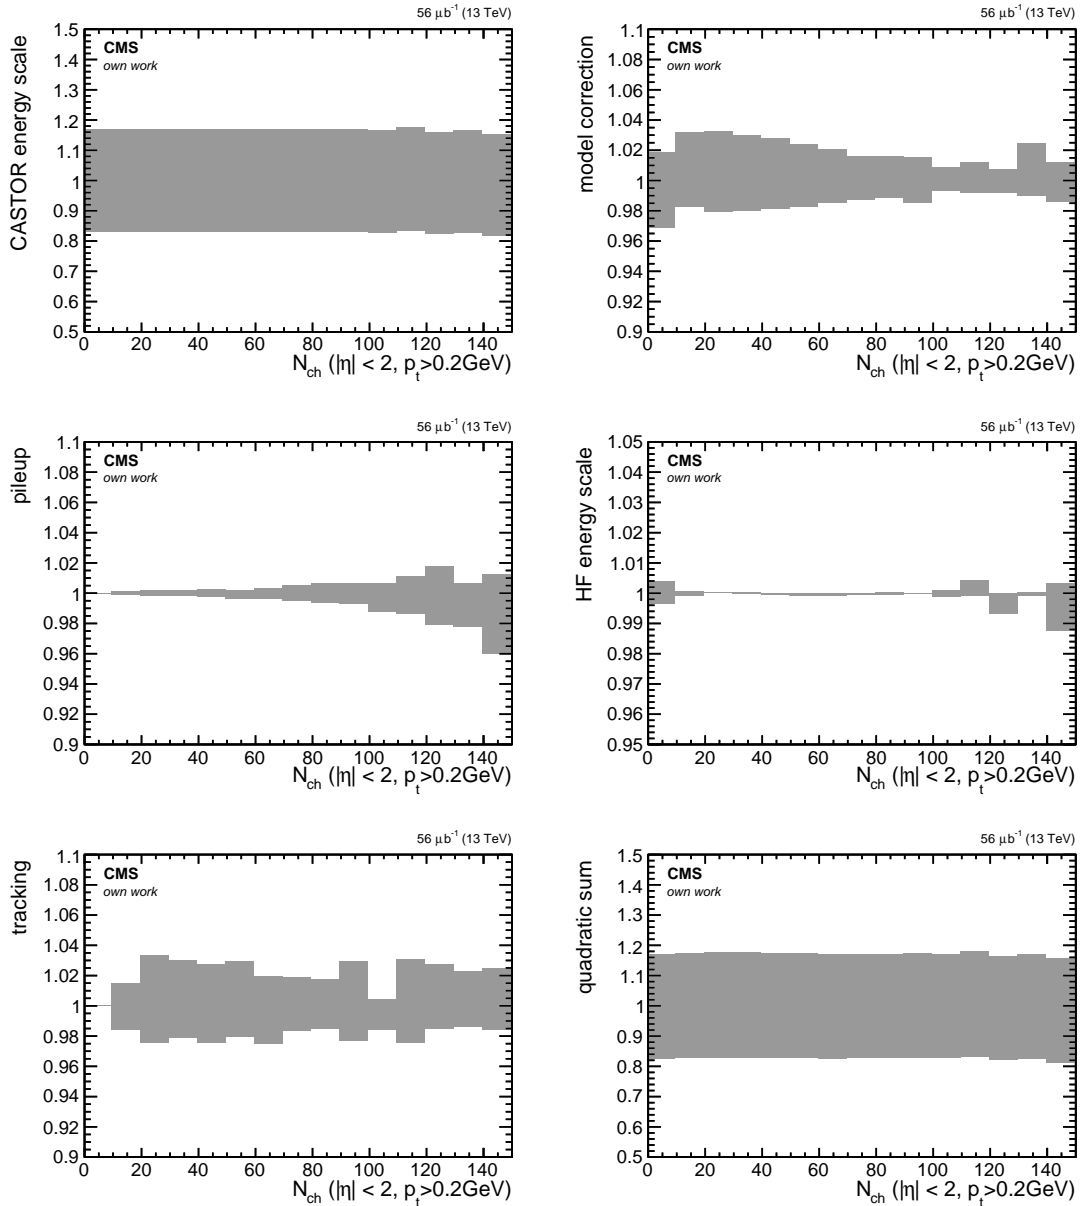 56 μb-1 (13 TeV)
CMS
own work
CASTOR energy scale
1.5
1.4
1.3
1.2
1.1
1
0.9
0.8
0.7
0.6
0.5
0 20 40 60 80 100 120 140
Nch (|η| < 2, pt>0.2GeV)
56 μb-1 (13 TeV)
CMS
own work
model correction
1.1
1.08
1.06
1.04
1.02
1
0.98
0.96
0.94
0.92
0.9
0 20 40 60 80 100 120 140
Nch (|η| < 2, pt>0.2GeV)
56 μb-1 (13 TeV)
CMS
own work
pileup
1.1
1.08
1.06
1.04
1.02
1
0.98
0.96
0.94
0.92
0.9
0 20 40 60 80 100 120 140
Nch (|η| < 2, pt>0.2GeV)
56 μb-1 (13 TeV)
CMS
own work
HF energy scale
1.05
1.04
1.03
1.02
1.01
1
0.99
0.98
0.97
0.96
0.95
0 20 40 60 80 100 120 140
Nch (|η| < 2, pt>0.2GeV)
56 μb-1 (13 TeV)
CMS
own work
tracking
1.1
1.08
1.06
1.04
1.02
1
0.98
0.96
0.94
0.92
0.9
0 20 40 60 80 100 120 140
Nch (|η| < 2, pt>0.2GeV)
56 μb-1 (13 TeV)
CMS
own work
quadratic sum
1.5
1.4
1.3
1.2
1.1
1
0.9
0.8
0.7
0.6
0.5
0 20 40 60 80 100 120 140
Nch (|η| < 2, pt>0.2GeV)